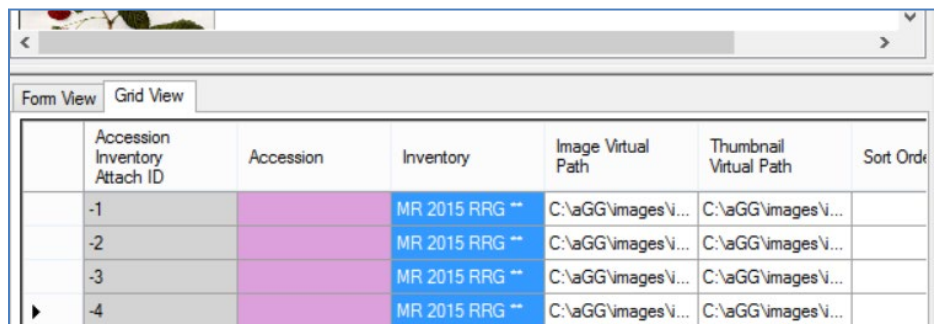 Form View Grid View
Accession Inventory Attach ID Accession Inventory Image Virtual Path Thumbnail Virtual Path Sort Orde
-1 MR 2015 RRG ** C:\aGG\images\i... C:\aGG\images\i...
-2 MR 2015 RRG ** C:\aGG\images\i... C:\aGG\images\i...
-3 MR 2015 RRG ** C:\aGG\images\i... C:\aGG\images\i...
-4 MR 2015 RRG ** C:\aGG\images\i... C:\aGG\images\i...